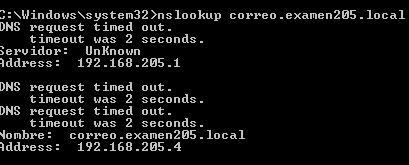 C:\Windows\system32>nslookup correo.examen205.local
DNS request timed out.
    timeout was 2 seconds.
Servidor:  UnKnown
Address:  192.168.205.1

DNS request timed out.
    timeout was 2 seconds.
DNS request timed out.
    timeout was 2 seconds.
Nombre:  correo.examen205.local
Address:  192.168.205.4